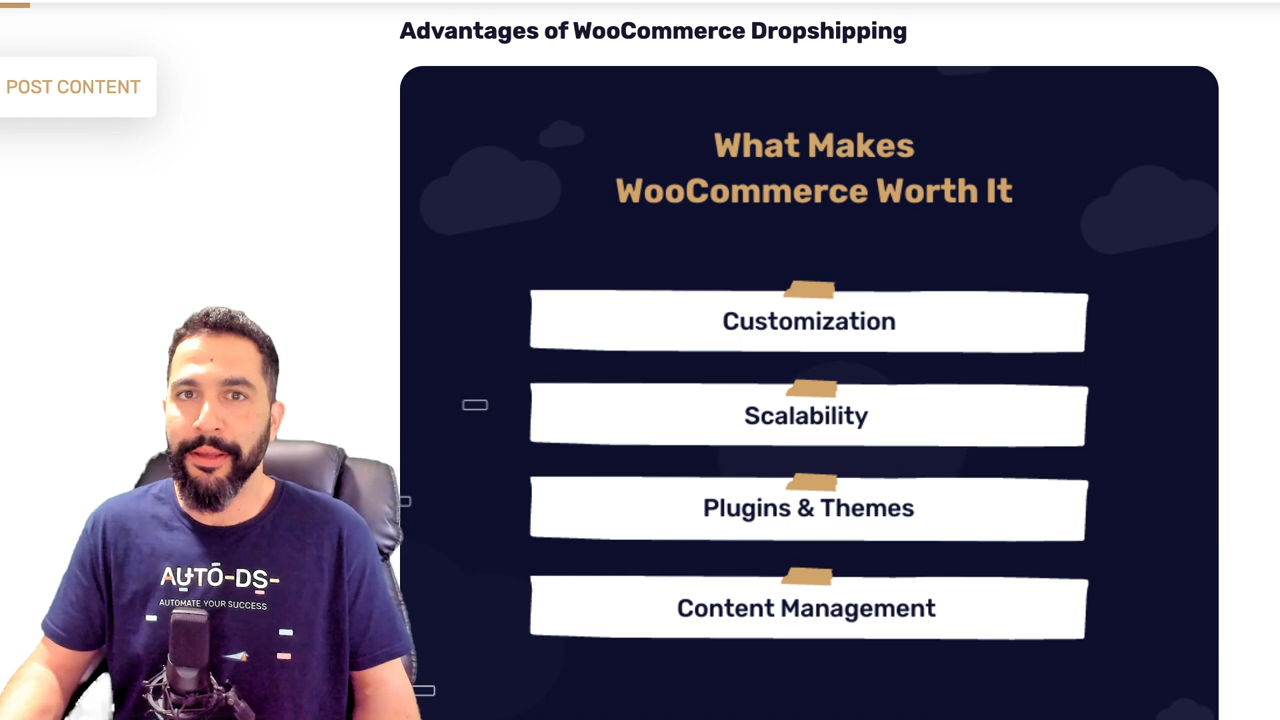 Advantages of WooCommerce Dropshipping
POST CONTENT
What Makes
WooCommerce Worth It
Customization
Scalability
Plugins & Themes
Content Management
AUTO-DS-
AUTOMATE YOUR SUCCESS